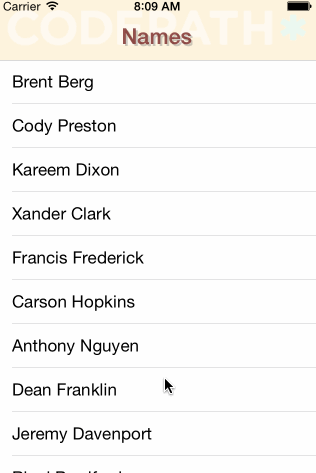 Carrier 8:09 AM
CODEPATH*
Names
Brent Berg
Cody Preston
Kareem Dixon
Xander Clark
Francis Frederick
Carson Hopkins
Anthony Nguyen
Dean Franklin
Jeremy Davenport